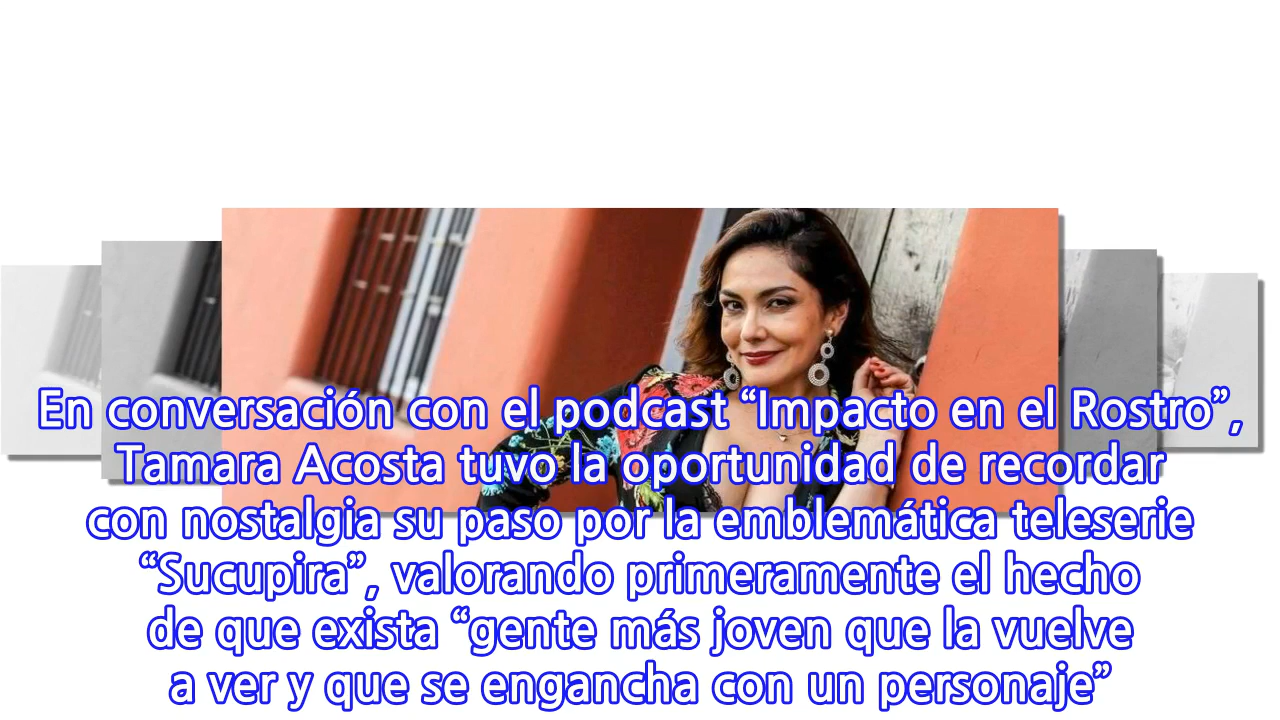 En conversación con el podcast “Impacto en el Rostro”,
Tamara Acosta tuvo la oportunidad de recordar
con nostalgia su paso por la emblemática teleserie
“Sucupira”, valorando primeramente el hecho
de que exista “gente más joven que la vuelve
a ver y que se engancha con un personaje”